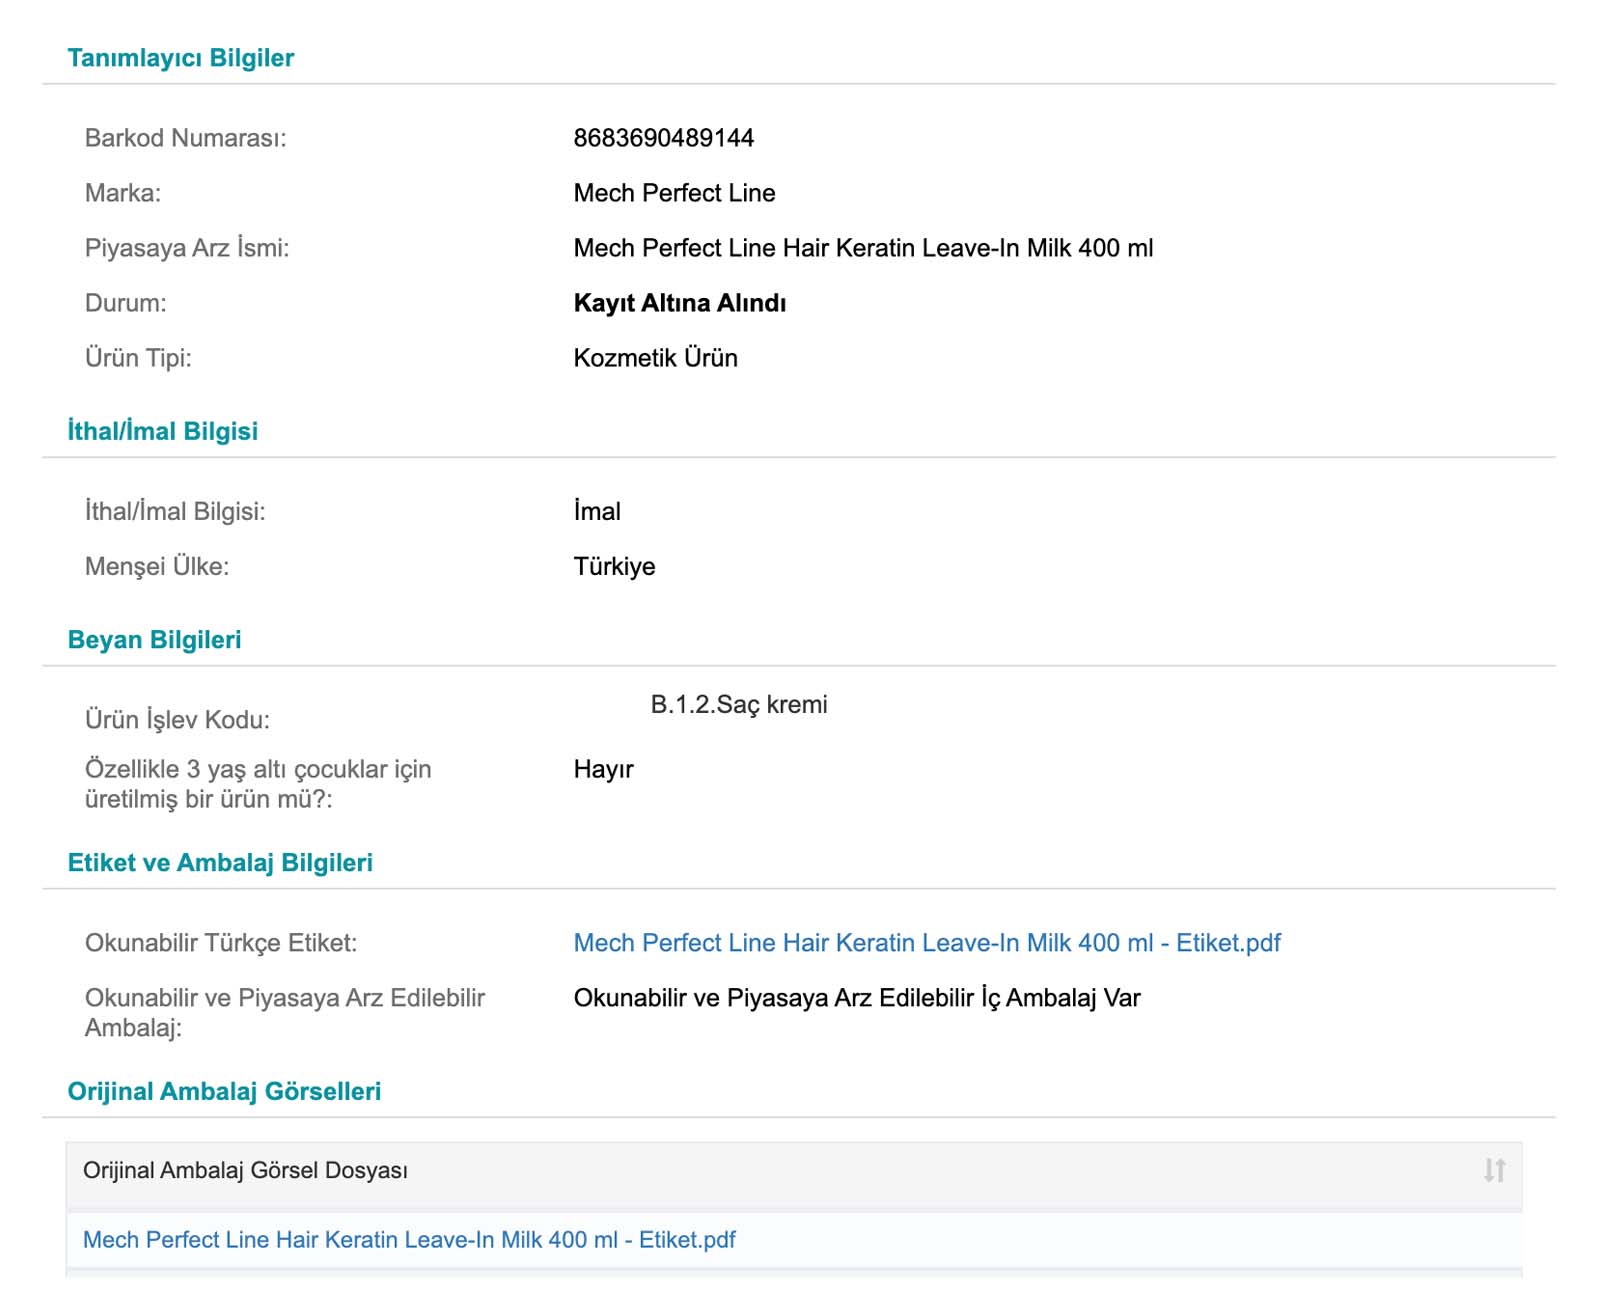 Tanımlayıcı Bilgiler
Barkod Numarası: 8683690489144
Marka: Mech Perfect Line
Piyasaya Arz İsmi: Mech Perfect Line Hair Keratin Leave-In Milk 400 ml
Durum: Kayıt Altına Alındı
Ürün Tipi: Kozmetik Ürün
İthal/İmal Bilgisi
İthal/İmal Bilgisi: İmal
Menşei Ülke: Türkiye
Beyan Bilgileri
Ürün İşlev Kodu: B.1.2.Saç kremi
Özellikle 3 yaş altı çocuklar için Hayır
üretilmiş bir ürün mü?:
Etiket ve Ambalaj Bilgileri
Okunabilir Türkçe Etiket: Mech Perfect Line Hair Keratin Leave-In Milk 400 ml - Etiket.pdf
Okunabilir ve Piyasaya Arz Edilebilir Okunabilir ve Piyasaya Arz Edilebilir İç Ambalaj Var
Ambalaj:
Orijinal Ambalaj Görselleri
Orijinal Ambalaj Görsel Dosyası
Mech Perfect Line Hair Keratin Leave-In Milk 400 ml - Etiket.pdf